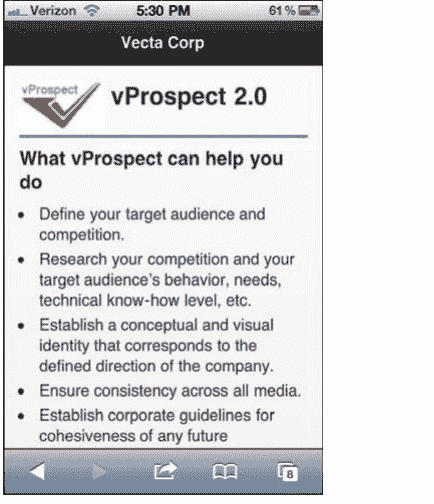 Verizon 5:30 PM 61 %
Vecta Corp
vProspect vProspect 2.0
What vProspect can help you
do
• Define your target audience and
competition.
• Research your competition and your
target audience's behavior, needs,
technical know-how level, etc.
• Establish a conceptual and visual
identity that corresponds to the
defined direction of the company.
• Ensure consistency across all media.
• Establish corporate guidelines for
cohesiveness of any future
8